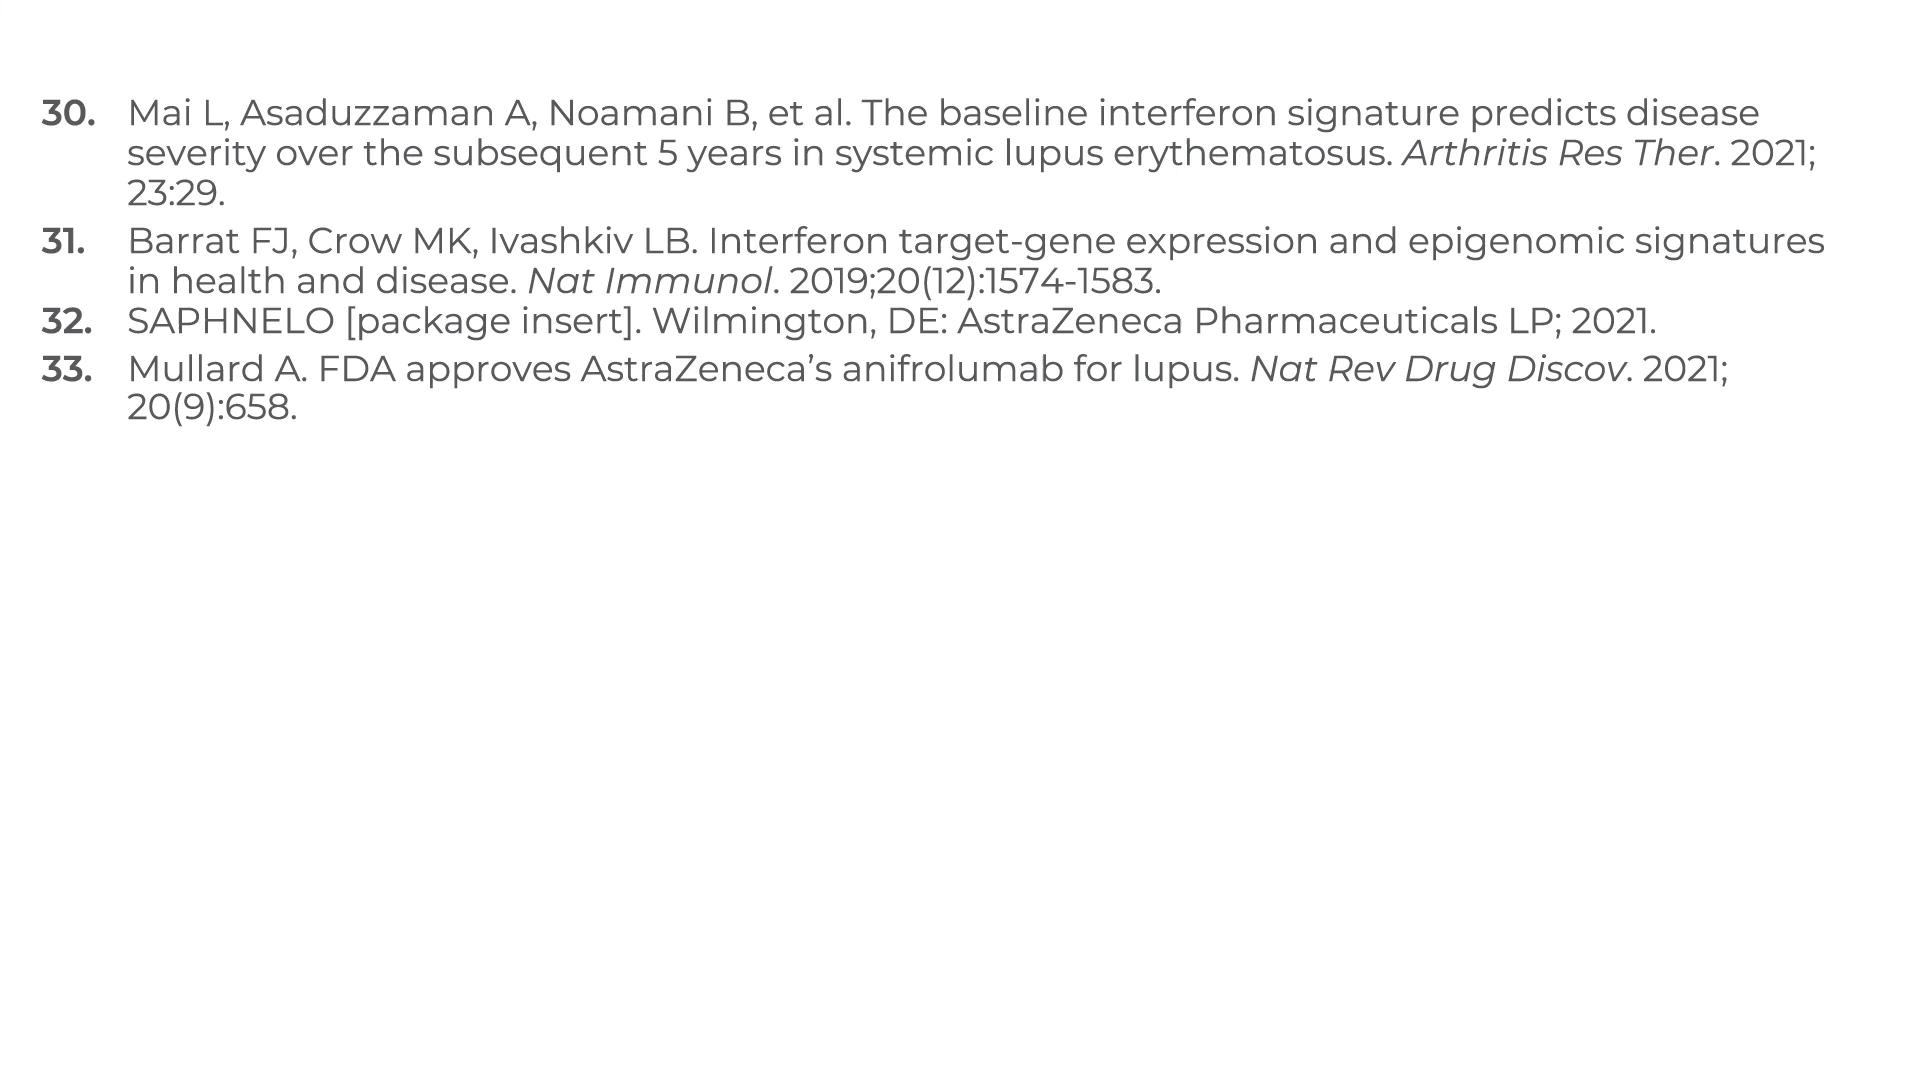 30. Mai L, Asaduzzaman A, Noamani B, et al. The baseline interferon signature predicts disease
severity over the subsequent 5 years in systemic lupus erythematosus. Arthritis Res Ther. 2021;
23:29.
31. Barrat FJ, Crow MK, Ivashkiv LB. Interferon target-gene expression and epigenomic signatures
in health and disease. Nat Immunol. 2019;20(12):1574-1583.
32. SAPHNELO [package insert]. Wilmington, DE: AstraZeneca Pharmaceuticals LP; 2021.
33. Mullard A. FDA approves AstraZeneca’s anifrolumab for lupus. Nat Rev Drug Discov. 2021;
20(9):658.